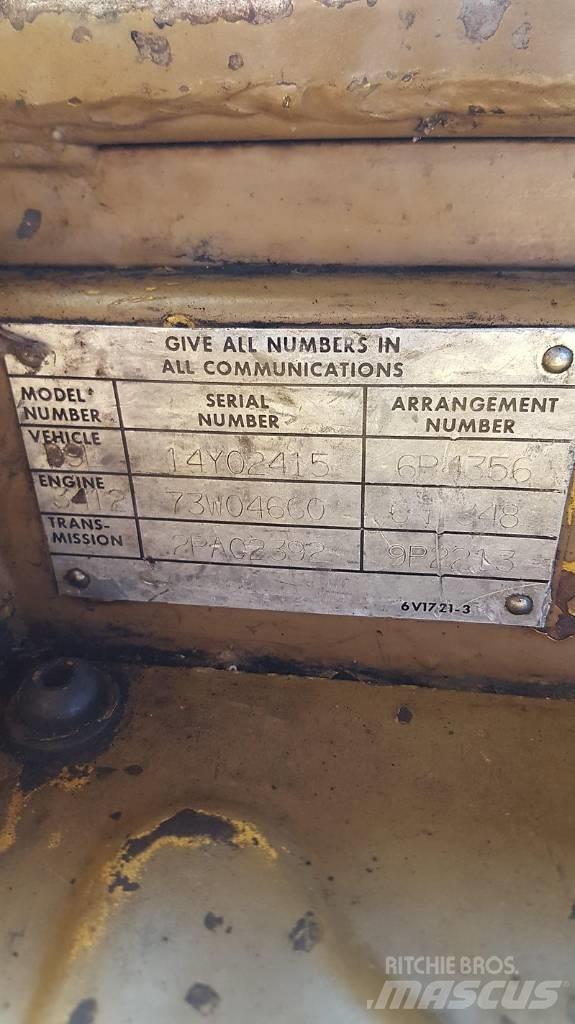 GIVE ALL NUMBERS IN
ALL COMMUNICATIONS
MODEL NUMBER SERIAL NUMBER ARRANGEMENT NUMBER
VEHICLE 14Y02415 6P4356
ENGINE 73W04660
TRANS-MISSION 2PAG2392 9P2213
6V1721-3
RITCHIE BROS.
MASCUS